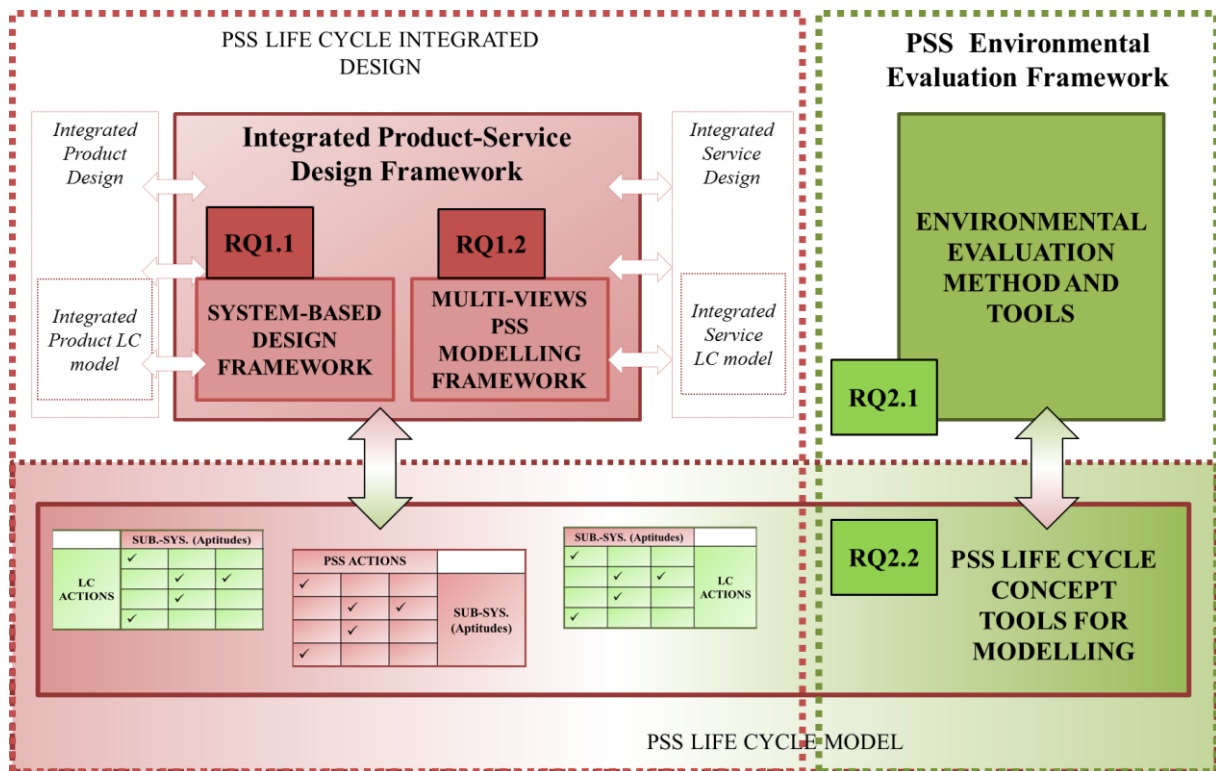 PSS LIFE CYCLE INTEGRATED
DESIGN
Integrated
Product
Design
Integrated
Product LC
model
Integrated Product-Service
Design Framework
RQ1.1
SYSTEM-BASED
DESIGN
FRAMEWORK
RQ1.2
MULTI-VIEWS
PSS
MODELLING
FRAMEWORK
Integrated
Service
Design
Integrated
Service
LC model
PSS Environmental
Evaluation Framework
ENVIRONMENTAL
EVALUATION
METHOD AND
TOOLS
RQ2.1
SUB.-SYS. (Aptitudes)
LC
ACTIONS
✓
✓ ✓
✓
✓
PSS ACTIONS
✓
✓ ✓
✓
✓
SUB-SYS.
(Aptitudes)
SUB.-SYS. (Aptitudes)
✓
✓ ✓
✓
✓
LC
ACTIONS
RQ2.2
PSS LIFE CYCLE
CONCEPT
TOOLS FOR
MODELLING
PSS LIFE CYCLE MODEL